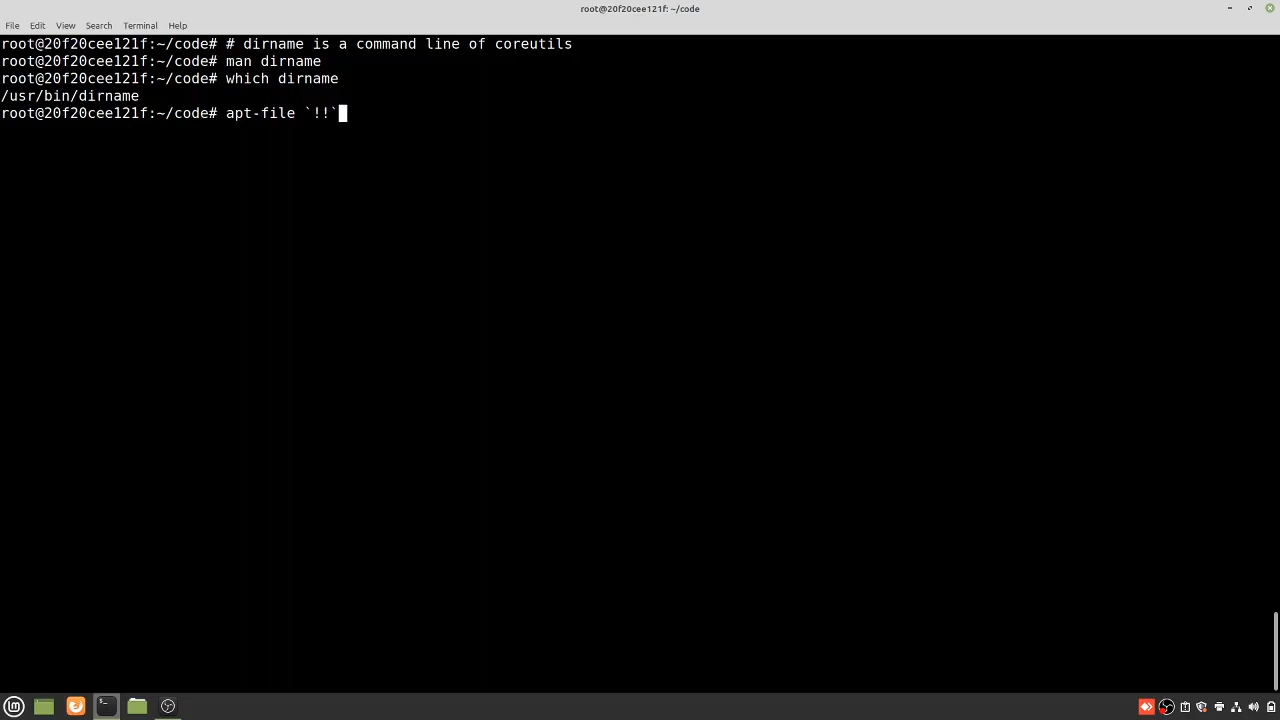 root@20f20cee121f: ~/code
File Edit View Search Terminal Help
root@20f20cee121f:~/code# # dirname is a command line of coreutils
root@20f20cee121f:~/code# man dirname
root@20f20cee121f:~/code# which dirname
/usr/bin/dirname
root@20f20cee121f:~/code# apt-file `!!`